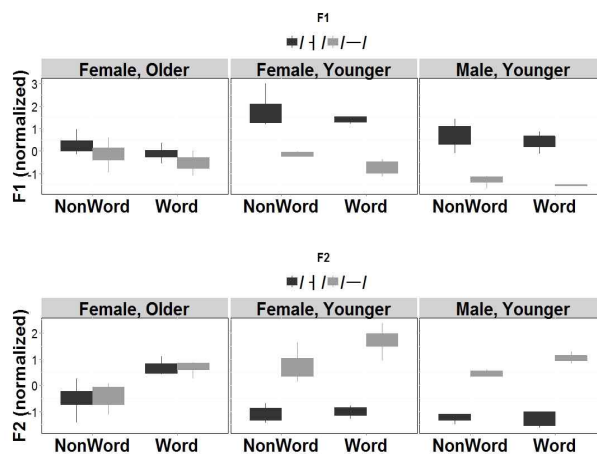 F1
/ ┤ / / — /
Female, Older Female, Younger Male, Younger
F1 (normalized)
3
2
1
0
-1
NonWord Word NonWord Word NonWord Word
F2
/ ┤ / / — /
Female, Older Female, Younger Male, Younger
F2 (normalized)
2
1
0
-1
NonWord Word NonWord Word NonWord Word